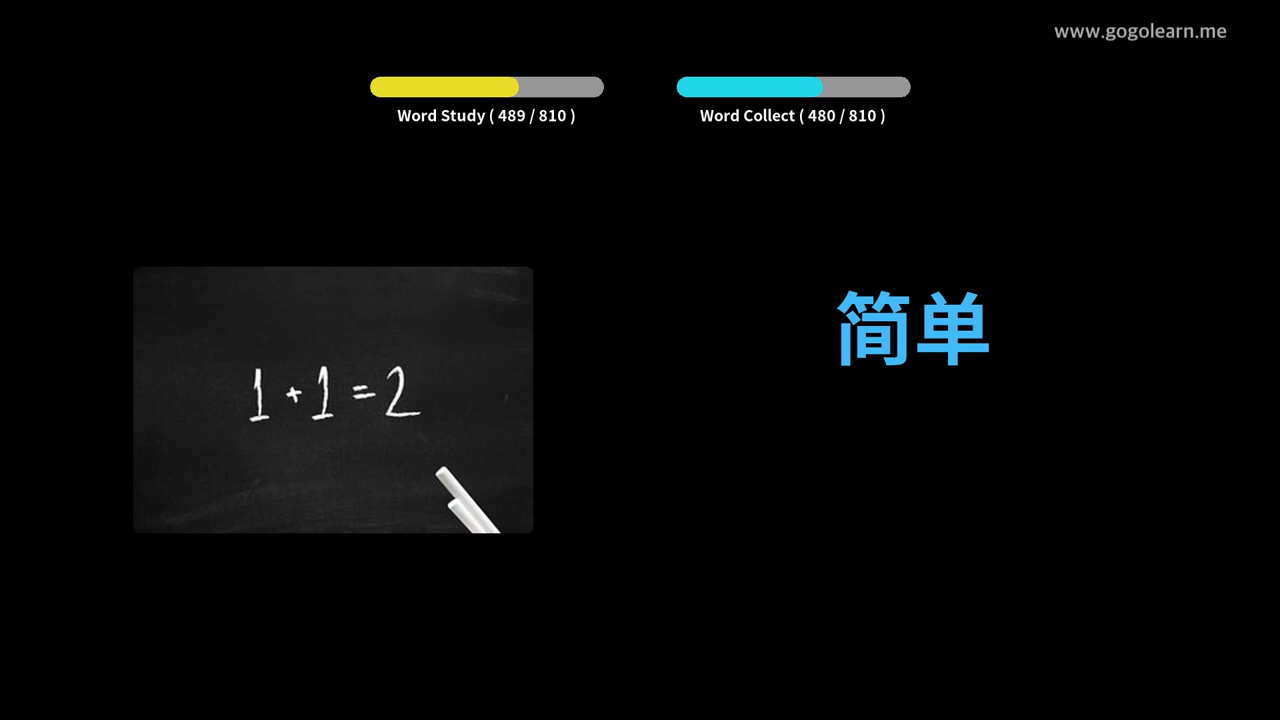 www.gogolearn.me
Word Study ( 489 / 810 )
Word Collect ( 480 / 810 )
简单
1 + 1 = 2